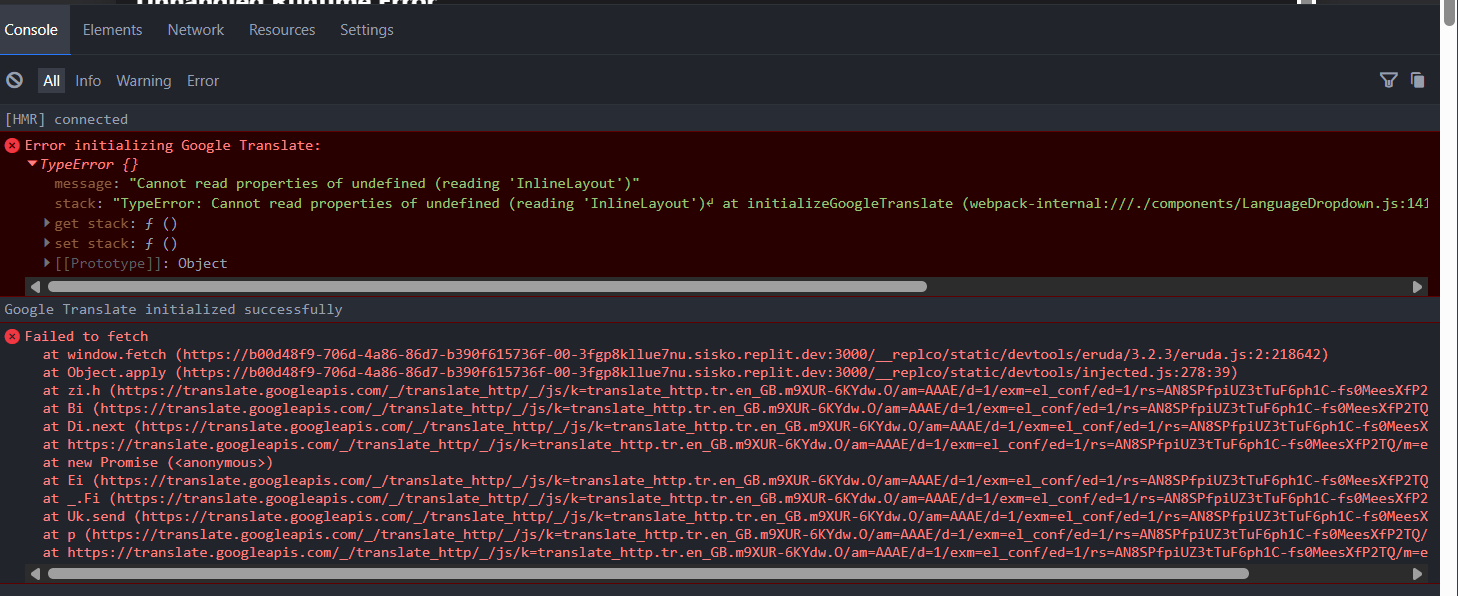 Unhandled Runtime Error
Console Elements Network Resources Settings
All Info Warning Error
[HMR] connected
Error initializing Google Translate:
TypeError {}
message: "Cannot read properties of undefined (reading 'InlineLayout')"
stack: "TypeError: Cannot read properties of undefined (reading 'InlineLayout')↵ at initializeGoogleTranslate (webpack-internal:///./components/LanguageDropdown.js:141
get stack: ƒ ()
set stack: ƒ ()
[[Prototype]]: Object
Google Translate initialized successfully
Failed to fetch
at window.fetch (https://b00d48f9-706d-4a86-86d7-b390f615736f-00-3fgp8kllue7nu.sisko.replit.dev:3000/__replco/static/devtools/eruda/3.2.3/eruda.js:2:218642)
at Object.apply (https://b00d48f9-706d-4a86-86d7-b390f615736f-00-3fgp8kllue7nu.sisko.replit.dev:3000/__replco/static/devtools/injected.js:278:39)
at zi.h (https://translate.googleapis.com/_/translate_http/_/js/k=translate_http.tr.en_GB.m9XUR-6KYdw.O/am=AAAE/d=1/exm=el_conf/ed=1/rs=AN8SPfpiUZ3tTuF6ph1C-fs0MeesXfP2
at Bi (https://translate.googleapis.com/_/translate_http/_/js/k=translate_http.tr.en_GB.m9XUR-6KYdw.O/am=AAAE/d=1/exm=el_conf/ed=1/rs=AN8SPfpiUZ3tTuF6ph1C-fs0MeesXfP2TQ
at Di.next (https://translate.googleapis.com/_/translate_http/_/js/k=translate_http.tr.en_GB.m9XUR-6KYdw.O/am=AAAE/d=1/exm=el_conf/ed=1/rs=AN8SPfpiUZ3tTuF6ph1C-fs0MeesX
at https://translate.googleapis.com/_/translate_http/_/js/k=translate_http.tr.en_GB.m9XUR-6KYdw.O/am=AAAE/d=1/exm=el_conf/ed=1/rs=AN8SPfpiUZ3tTuF6ph1C-fs0MeesXfP2TQ/m=e
at new Promise (<anonymous>)
at Ei (https://translate.googleapis.com/_/translate_http/_/js/k=translate_http.tr.en_GB.m9XUR-6KYdw.O/am=AAAE/d=1/exm=el_conf/ed=1/rs=AN8SPfpiUZ3tTuF6ph1C-fs0MeesXfP2TQ
at _.Fi (https://translate.googleapis.com/_/translate_http/_/js/k=translate_http.tr.en_GB.m9XUR-6KYdw.O/am=AAAE/d=1/exm=el_conf/ed=1/rs=AN8SPfpiUZ3tTuF6ph1C-fs0MeesXfP2
at Uk.send (https://translate.googleapis.com/_/translate_http/_/js/k=translate_http.tr.en_GB.m9XUR-6KYdw.O/am=AAAE/d=1/exm=el_conf/ed=1/rs=AN8SPfpiUZ3tTuF6ph1C-fs0MeesX
at p (https://translate.googleapis.com/_/translate_http/_/js/k=translate_http.tr.en_GB.m9XUR-6KYdw.O/am=AAAE/d=1/exm=el_conf/ed=1/rs=AN8SPfpiUZ3tTuF6ph1C-fs0MeesXfP2TQ/
at https://translate.googleapis.com/_/translate_http/_/js/k=translate_http.tr.en_GB.m9XUR-6KYdw.O/am=AAAE/d=1/exm=el_conf/ed=1/rs=AN8SPfpiUZ3tTuF6ph1C-fs0MeesXfP2TQ/m=e